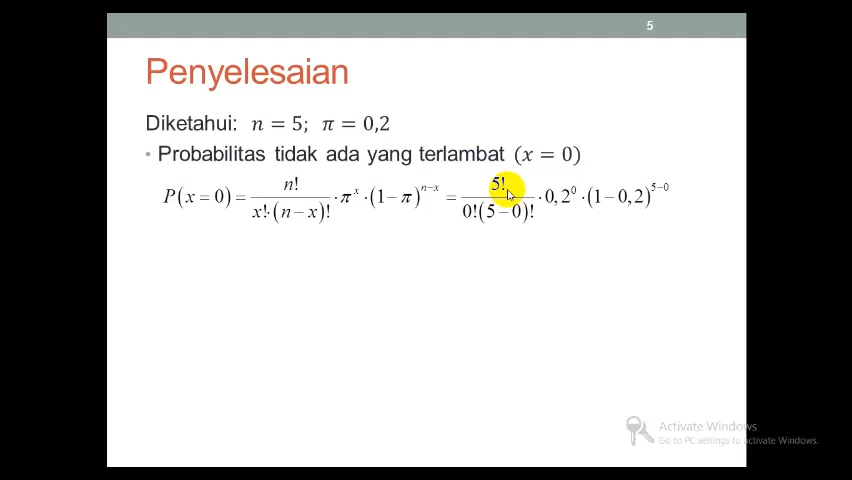 5
Penyelesaian
Diketahui: n = 5; π = 0,2
• Probabilitas tidak ada yang terlambat (x = 0)
P(x = 0) = n! / x!·(n − x)! · π^x · (1 − π)^(n−x) = 5! / 0!(5 − 0)! · 0,2^0 · (1 − 0,2)^(5−0)
Activate Windows
Go to PC settings to activate Windows.